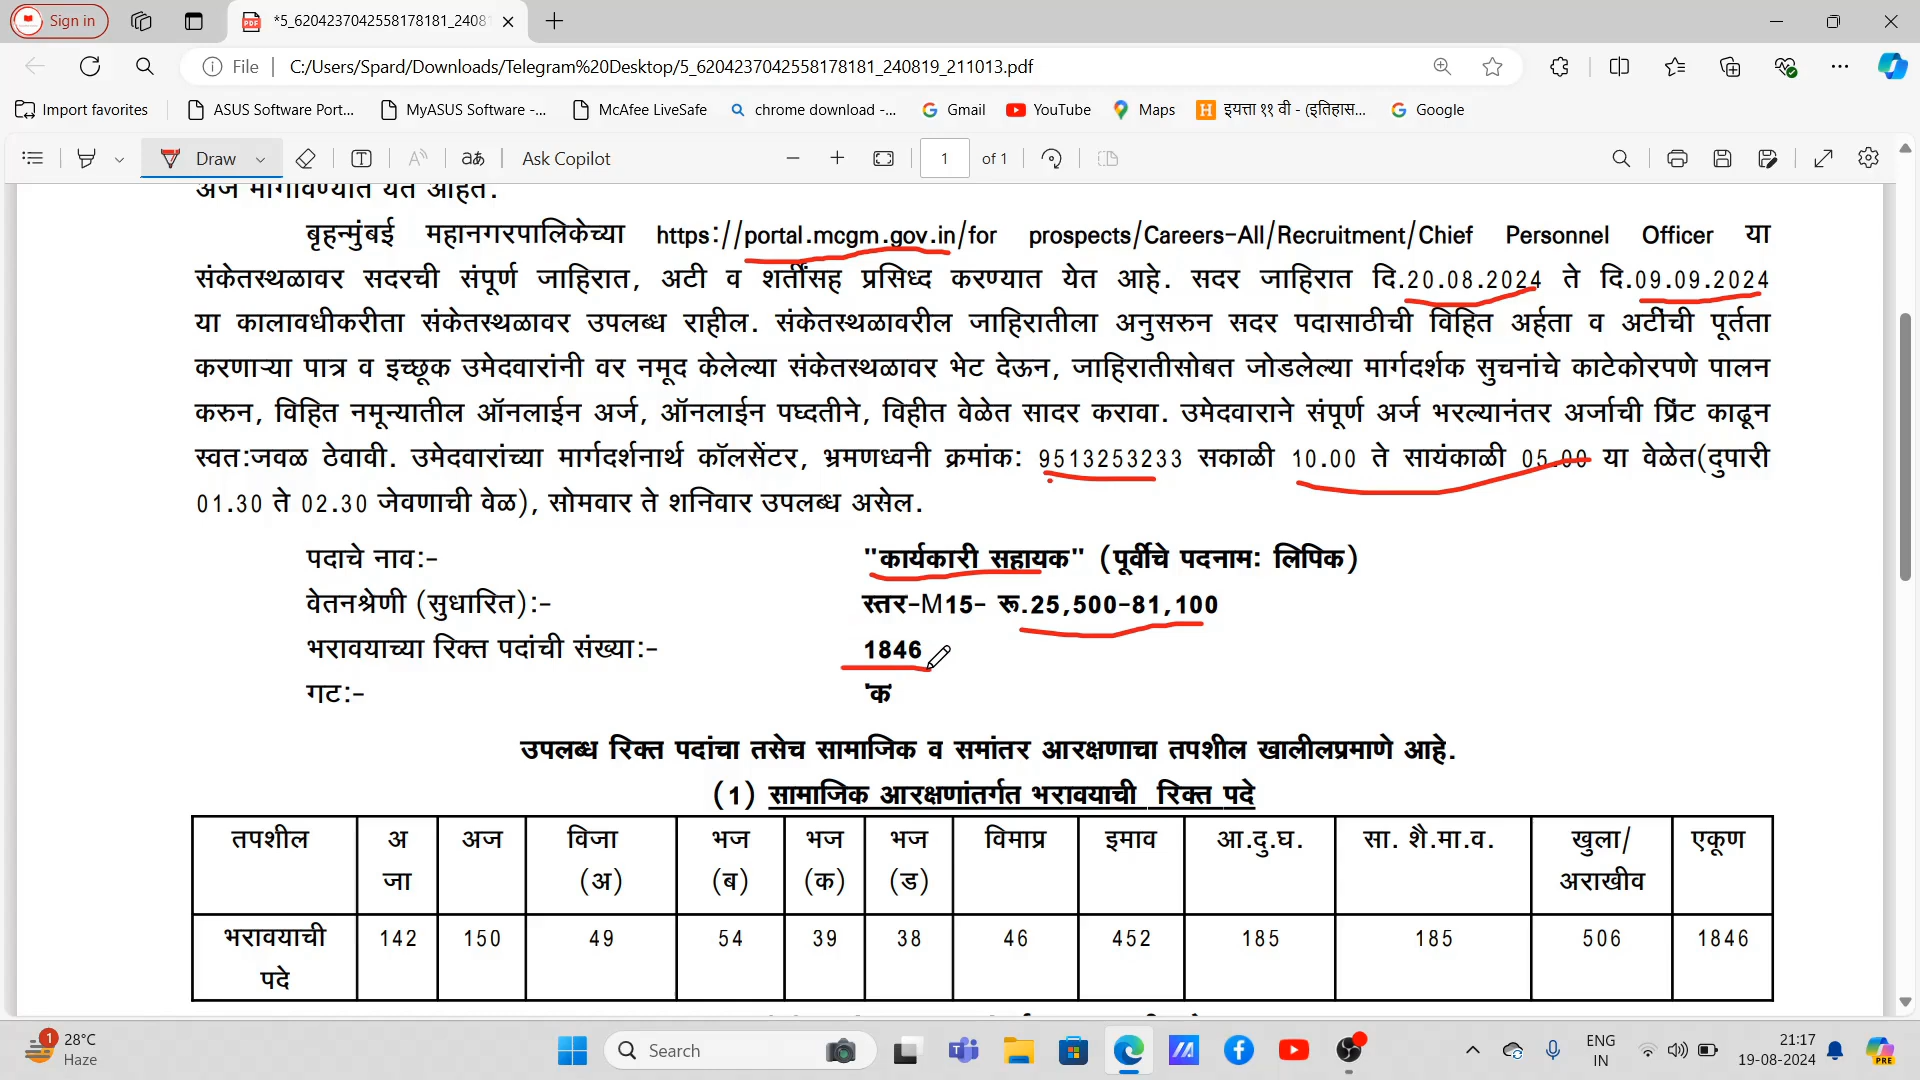 Sign in
*5_6204237042558178181_2408
File
C:/Users/Spard/Downloads/Telegram%20Desktop/5_6204237042558178181_240819_211013.pdf
Import favorites
ASUS Software Port...
MyASUS Software -...
McAfee LiveSafe
chrome download -...
Gmail
YouTube
Maps
इयत्ता ११ वी - (इतिहास...
Google
Draw
Ask Copilot
1
of 1
अर्ज मागविण्यात येत आहेत.
बृहन्मुंबई महानगरपालिकेच्या https://portal.mcgm.gov.in/for prospects/Careers-All/Recruitment/Chief Personnel Officer या
संकेतस्थळावर सदरची संपूर्ण जाहिरात, अटी व शर्तींसह प्रसिध्द करण्यात येत आहे. सदर जाहिरात दि.20.08.2024 ते दि.09.09.2024
या कालावधीकरीता संकेतस्थळावर उपलब्ध राहील. संकेतस्थळावरील जाहिरातीला अनुसरुन सदर पदासाठीची विहित अर्हता व अटींची पूर्तता
करणाऱ्या पात्र व इच्छूक उमेदवारांनी वर नमूद केलेल्या संकेतस्थळावर भेट देऊन, जाहिरातीसोबत जोडलेल्या मार्गदर्शक सुचनांचे काटेकोरपणे पालन
करुन, विहित नमून्यातील ऑनलाईन अर्ज, ऑनलाईन पध्दतीने, विहीत वेळेत सादर करावा. उमेदवाराने संपूर्ण अर्ज भरल्यानंतर अर्जाची प्रिंट काढून
स्वत:जवळ ठेवावी. उमेदवारांच्या मार्गदर्शनार्थ कॉलसेंटर, भ्रमणध्वनी क्रमांक: 9513253233 सकाळी 10.00 ते सायंकाळी 05.00 या वेळेत(दुपारी
01.30 ते 02.30 जेवणाची वेळ), सोमवार ते शनिवार उपलब्ध असेल.
पदाचे नाव:- "कार्यकारी सहायक" (पूर्वीचे पदनाम: लिपिक)
वेतनश्रेणी (सुधारित):- स्तर-M15- रू.25,500-81,100
भरावयाच्या रिक्त पदांची संख्या:- 1846
गट:- 'क
उपलब्ध रिक्त पदांचा तसेच सामाजिक व समांतर आरक्षणाचा तपशील खालीलप्रमाणे आहे.
(1) सामाजिक आरक्षणांतर्गत भरावयाची रिक्त पदे
तपशील अ जा अज विजा (अ) भज (ब) भज (क) भज (ड) विमाप्र इमाव आ.दु.घ. सा. शै.मा.व. खुला/ अराखीव एकूण
भरावयाची पदे 142 150 49 54 39 38 46 452 185 185 506 1846
1
28°C
Haze
Search
ENG
IN
21:17
19-08-2024
PRE